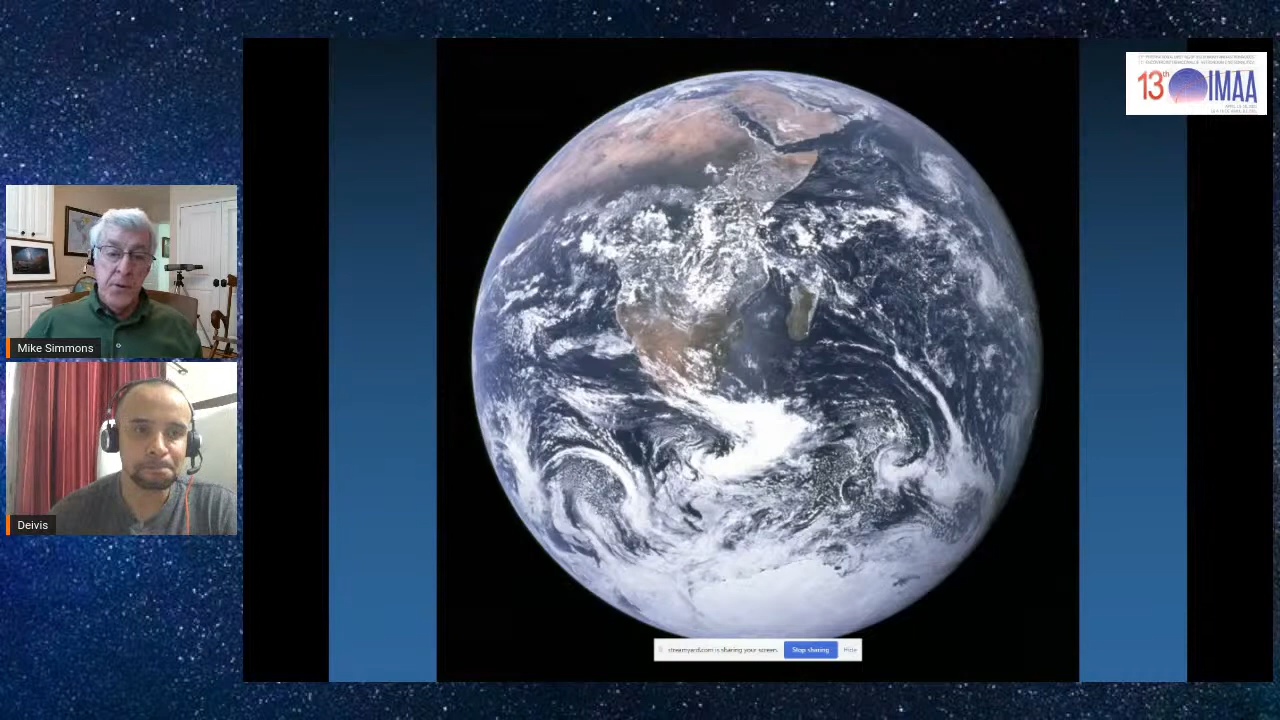 13th
IMAA
Mike Simmons
Deivis
streamyard.com is sharing your screen.
Stop sharing
Hide